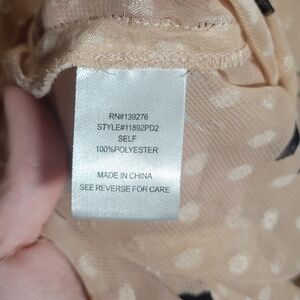 RN#139276
STYLE#11892PD2
SELF
100%POLYESTER
MADE IN CHINA
SEE REVERSE FOR CARE